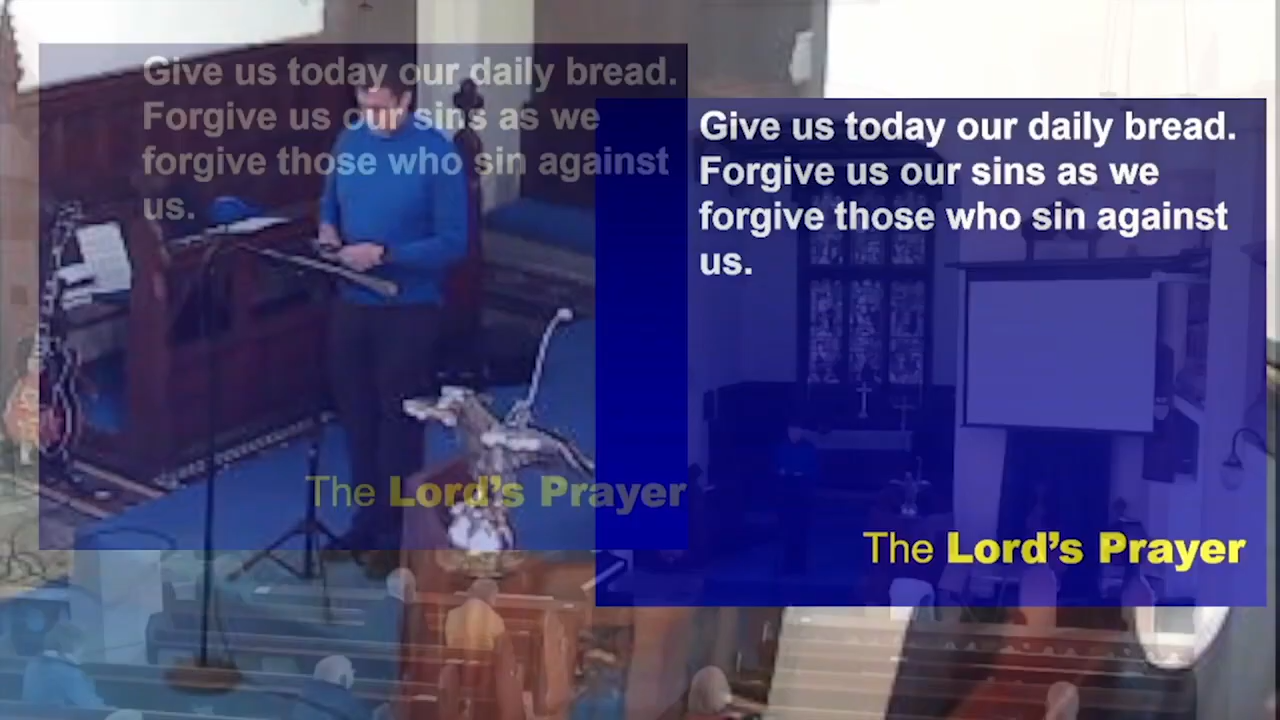 Give us today our daily bread.
Forgive us our sins as we
forgive those who sin against
us.
The Lord's Prayer
Give us today our daily bread.
Forgive us our sins as we
forgive those who sin against
us.
The Lord’s Prayer